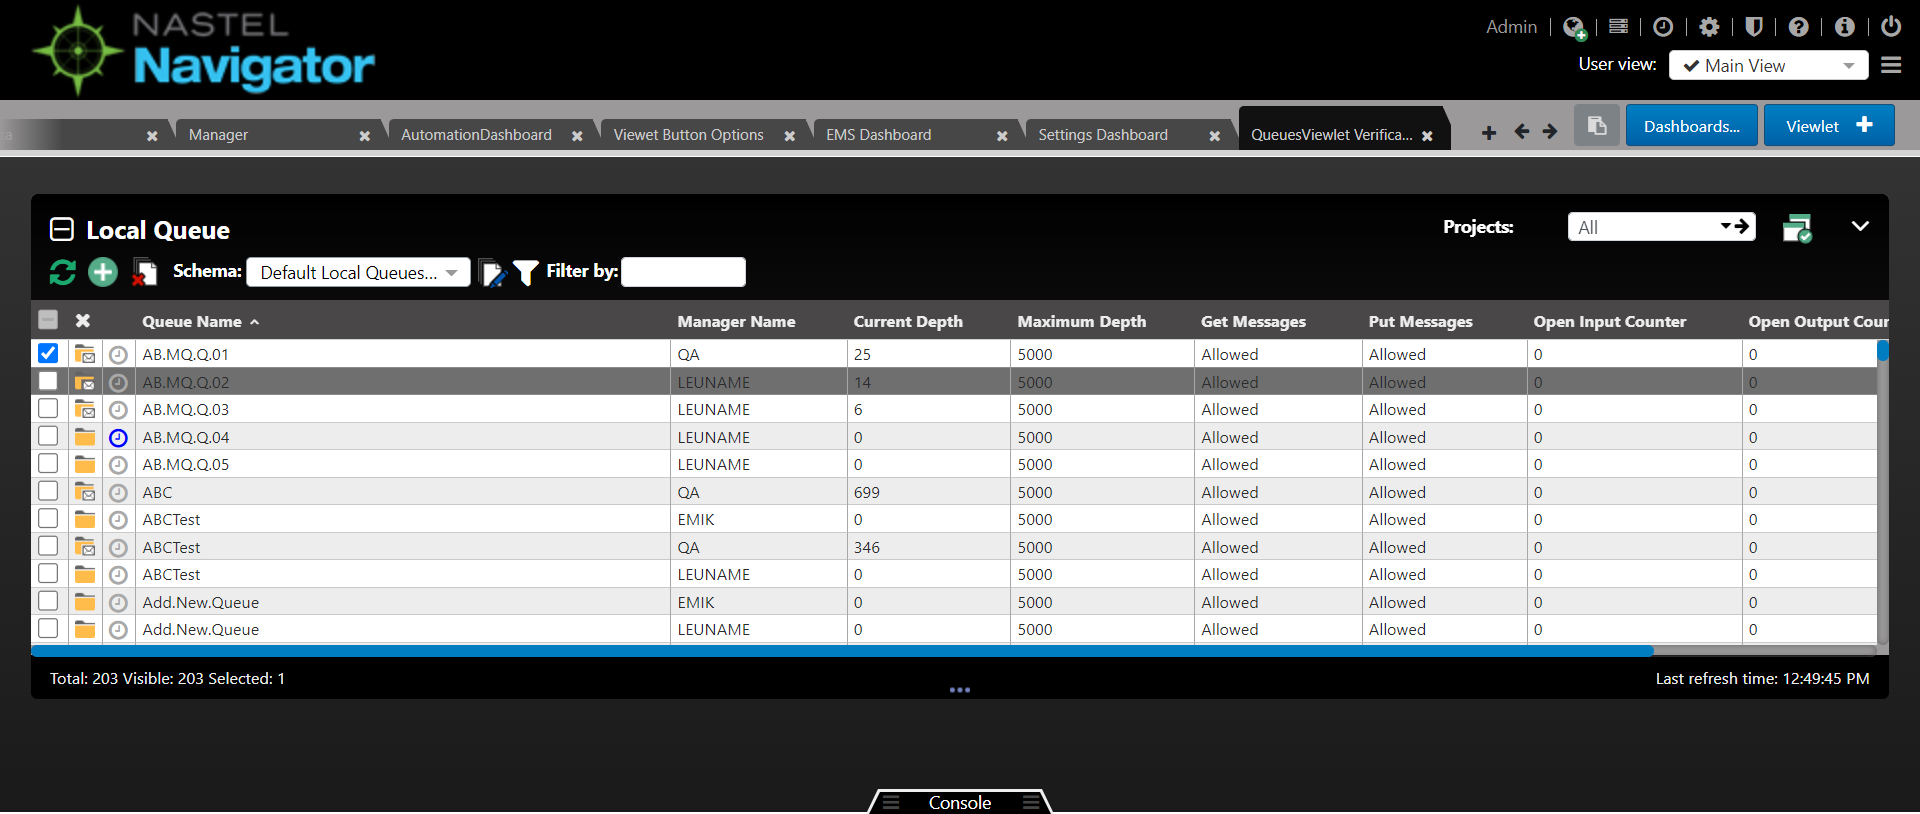 NASTEL
Navigator
Admin
User view: Main View
a Manager AutomationDashboard Viewet Button Options EMS Dashboard Settings Dashboard QueuesViewlet Verifica... Dashboards... Viewlet
Local Queue Projects: All
Schema: Default Local Queues... Filter by:
Queue Name Manager Name Current Depth Maximum Depth Get Messages Put Messages Open Input Counter Open Output Coun
AB.MQ.Q.01 QA 25 5000 Allowed Allowed 0 0
AB.MQ.Q.02 LEUNAME 14 5000 Allowed Allowed 0 0
AB.MQ.Q.03 LEUNAME 6 5000 Allowed Allowed 0 0
AB.MQ.Q.04 LEUNAME 0 5000 Allowed Allowed 0 0
AB.MQ.Q.05 LEUNAME 0 5000 Allowed Allowed 0 0
ABC QA 699 5000 Allowed Allowed 0 0
ABCTest EMIK 0 5000 Allowed Allowed 0 0
ABCTest QA 346 5000 Allowed Allowed 0 0
ABCTest LEUNAME 0 5000 Allowed Allowed 0 0
Add.New.Queue EMIK 0 5000 Allowed Allowed 0 0
Add.New.Queue LEUNAME 0 5000 Allowed Allowed 0 0
Total: 203 Visible: 203 Selected: 1 Last refresh time: 12:49:45 PM
Console